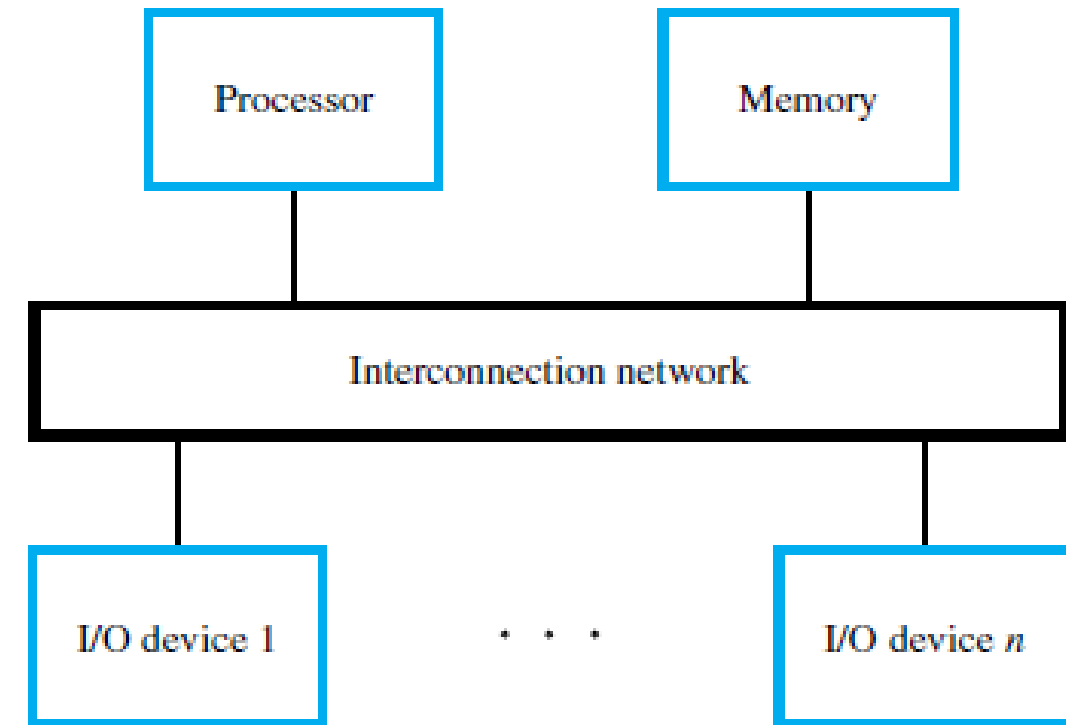 Processor
Memory
Interconnection network
I/O device 1
. . .
I/O device n